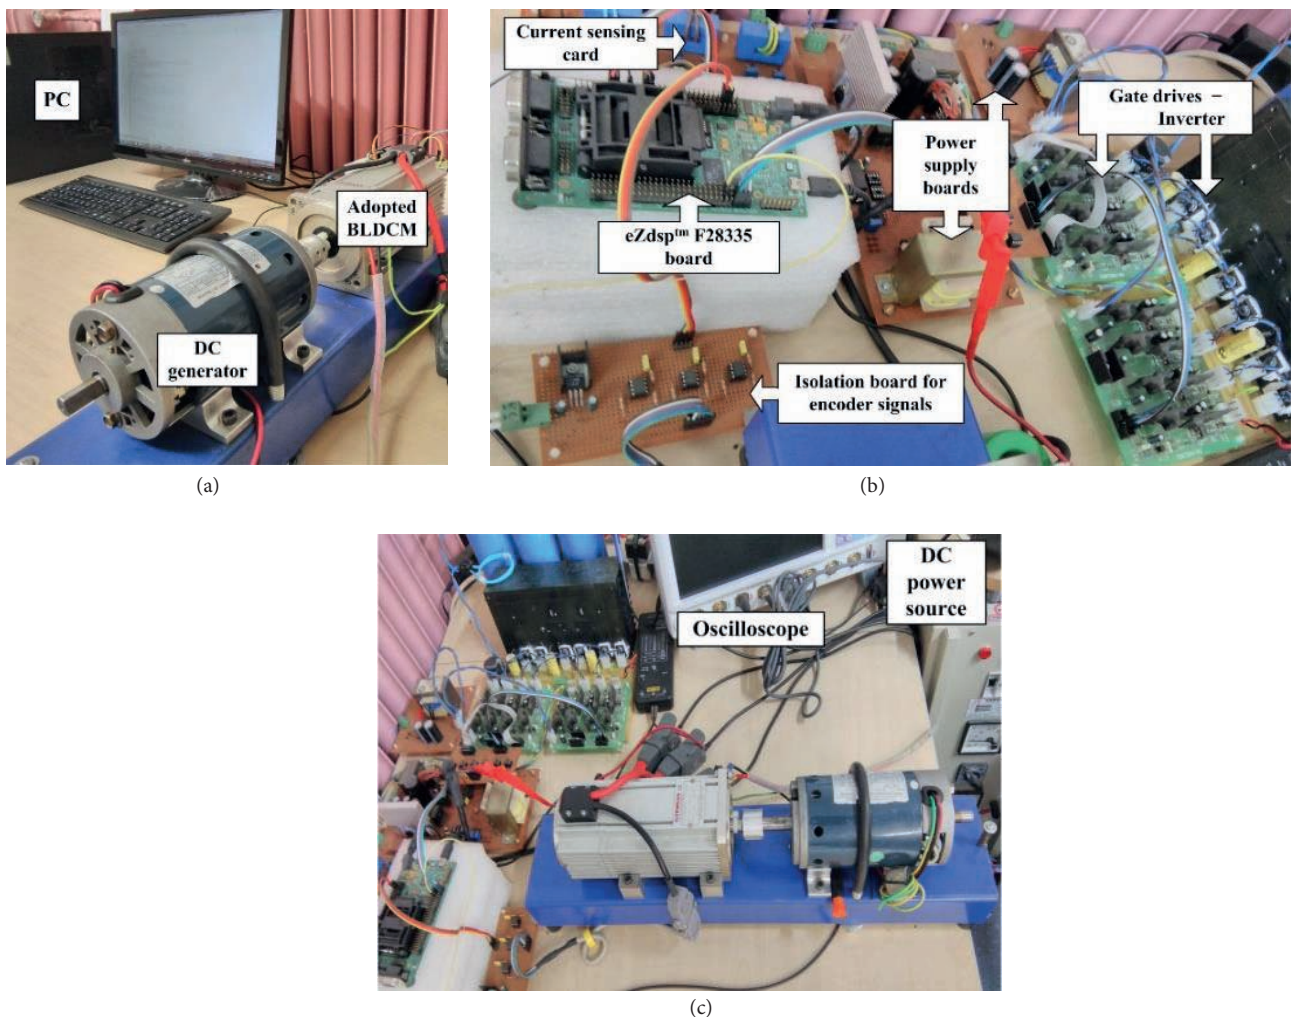 PC
Adopted
BLDCM
DC
generator
(a)
Current sensing
card
Gate drives –
Inverter
Power
supply
boards
eZdsp™ F28335
board
Isolation board for
encoder signals
(b)
DC
power
source
Oscilloscope
(c)